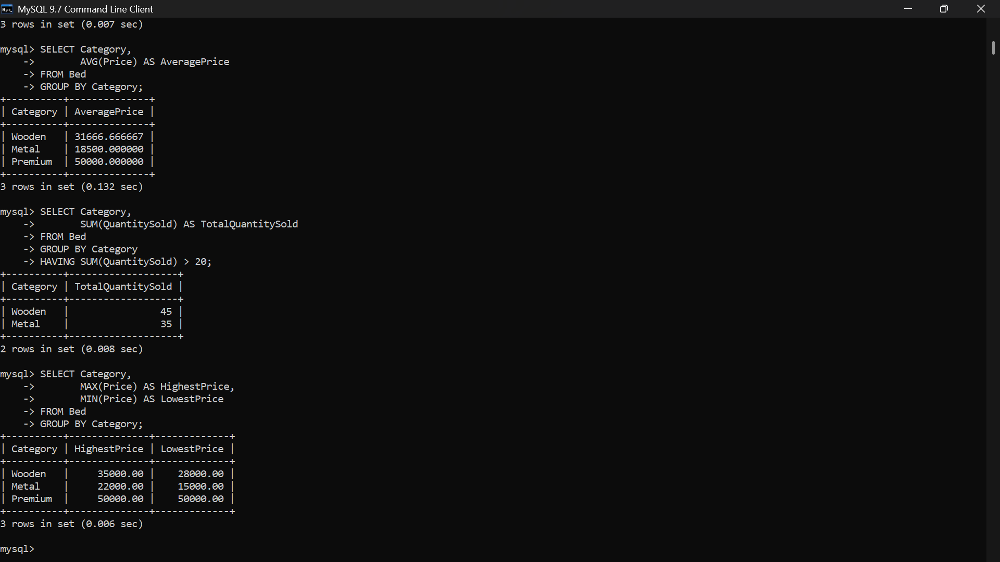 MySQL 9.7 Command Line Client
3 rows in set (0.007 sec)

mysql> SELECT Category,
    ->        AVG(Price) AS AveragePrice
    -> FROM Bed
    -> GROUP BY Category;
+----------+--------------+
| Category | AveragePrice |
+----------+--------------+
| Wooden   | 31666.666667 |
| Metal    | 18500.000000 |
| Premium  | 50000.000000 |
+----------+--------------+
3 rows in set (0.132 sec)

mysql> SELECT Category,
    ->        SUM(QuantitySold) AS TotalQuantitySold
    -> FROM Bed
    -> GROUP BY Category
    -> HAVING SUM(QuantitySold) > 20;
+----------+-------------------+
| Category | TotalQuantitySold |
+----------+-------------------+
| Wooden   |                45 |
| Metal    |                35 |
+----------+-------------------+
2 rows in set (0.008 sec)

mysql> SELECT Category,
    ->        MAX(Price) AS HighestPrice,
    ->        MIN(Price) AS LowestPrice
    -> FROM Bed
    -> GROUP BY Category;
+----------+--------------+-------------+
| Category | HighestPrice | LowestPrice |
+----------+--------------+-------------+
| Wooden   |     35000.00 |    28000.00 |
| Metal    |     22000.00 |    15000.00 |
| Premium  |     50000.00 |    50000.00 |
+----------+--------------+-------------+
3 rows in set (0.006 sec)

mysql>